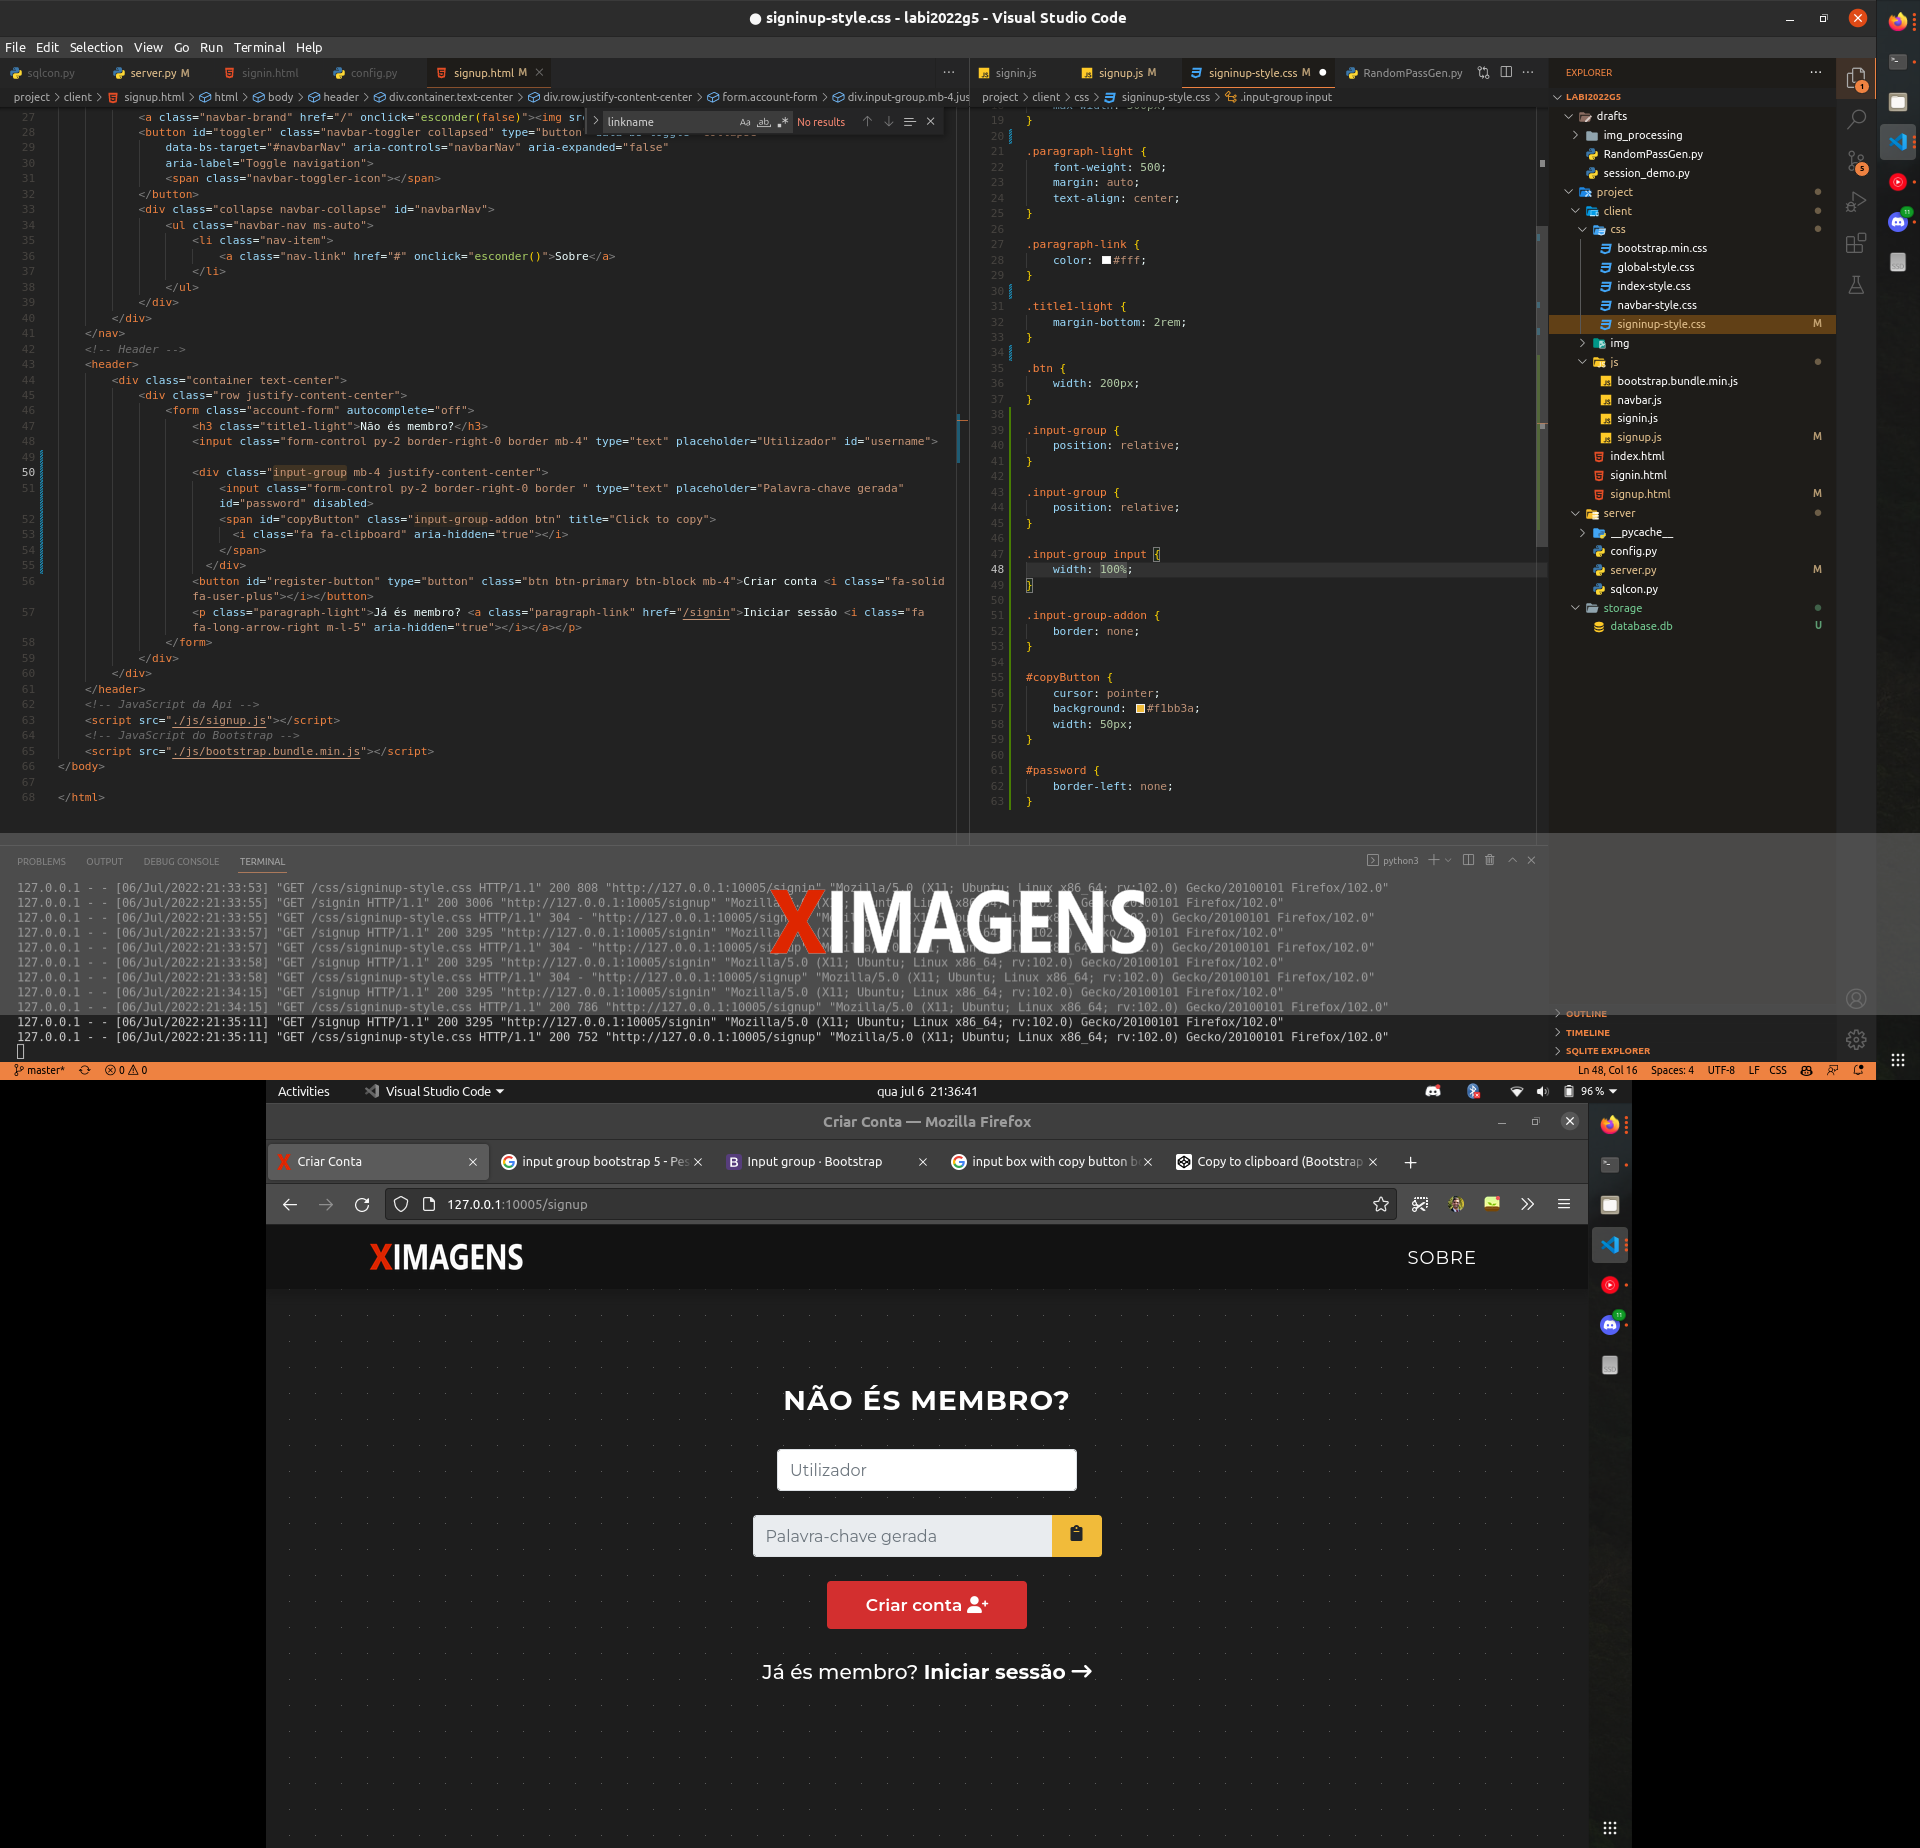 ● signinup-style.css - labi2022g5 - Visual Studio Code
File Edit Selection View Go Run Terminal Help
sqlcon.py server.py M signin.html config.py signup.html M
project > client > signup.html > html > body > header > div.container.text-center > div.row.justify-content-center > form.account-form > div.input-group.mb-4.jus
linkname Aa ab .* No results
27 <a class="navbar-brand" href="/" onclick="esconder(false)"><img sr
28 <button id="toggler" class="navbar-toggler collapsed" type="button"
29 data-bs-target="#navbarNav" aria-controls="navbarNav" aria-expanded="false"
30 aria-label="Toggle navigation">
31 <span class="navbar-toggler-icon"></span>
32 </button>
33 <div class="collapse navbar-collapse" id="navbarNav">
34 <ul class="navbar-nav ms-auto">
35 <li class="nav-item">
36 <a class="nav-link" href="#" onclick="esconder()">Sobre</a>
37 </li>
38 </ul>
39 </div>
40 </div>
41 </nav>
42 <!-- Header -->
43 <header>
44 <div class="container text-center">
45 <div class="row justify-content-center">
46 <form class="account-form" autocomplete="off">
47 <h3 class="title1-light">Não és membro?</h3>
48 <input class="form-control py-2 border-right-0 border mb-4" type="text" placeholder="Utilizador" id="username">
49
50 <div class="input-group mb-4 justify-content-center">
51 <input class="form-control py-2 border-right-0 border " type="text" placeholder="Palavra-chave gerada"
id="password" disabled>
52 <span id="copyButton" class="input-group-addon btn" title="Click to copy">
53 <i class="fa fa-clipboard" aria-hidden="true"></i>
54 </span>
55 </div>
56 <button id="register-button" type="button" class="btn btn-primary btn-block mb-4">Criar conta <i class="fa-solid
fa-user-plus"></i></button>
57 <p class="paragraph-light">Já és membro? <a class="paragraph-link" href="/signin">Iniciar sessão <i class="fa
fa-long-arrow-right m-l-5" aria-hidden="true"></i></a></p>
58 </form>
59 </div>
60 </div>
61 </header>
62 <!-- JavaScript da Api -->
63 <script src="./js/signup.js"></script>
64 <!-- JavaScript do Bootstrap -->
65 <script src="./js/bootstrap.bundle.min.js"></script>
66 </body>
67
68 </html>
signin.js signup.js M signinup-style.css M ● RandomPassGen.py
project > client > css > signinup-style.css > .input-group input
19 }
20
21 .paragraph-light {
22 font-weight: 500;
23 margin: auto;
24 text-align: center;
25 }
26
27 .paragraph-link {
28 color: #fff;
29 }
30
31 .title1-light {
32 margin-bottom: 2rem;
33 }
34
35 .btn {
36 width: 200px;
37 }
38
39 .input-group {
40 position: relative;
41 }
42
43 .input-group {
44 position: relative;
45 }
46
47 .input-group input {
48 width: 100%;
49 }
50
51 .input-group-addon {
52 border: none;
53 }
54
55 #copyButton {
56 cursor: pointer;
57 background: #f1bb3a;
58 width: 50px;
59 }
60
61 #password {
62 border-left: none;
63 }
EXPLORER
LABI2022G5
drafts
img_processing
RandomPassGen.py
session_demo.py
project
client
css
bootstrap.min.css
global-style.css
index-style.css
navbar-style.css
signinup-style.css M
img
js
bootstrap.bundle.min.js
navbar.js
signin.js
signup.js M
index.html
signin.html
signup.html M
server
__pycache__
config.py
server.py M
sqlcon.py
storage
database.db U
OUTLINE
TIMELINE
SQLITE EXPLORER
1
5
11
PROBLEMS OUTPUT DEBUG CONSOLE TERMINAL
python3
127.0.0.1 - - [06/Jul/2022:21:33:53] "GET /css/signinup-style.css HTTP/1.1" 200 808 "http://127.0.0.1:10005/signin" "Mozilla/5.0 (X11; Ubuntu; Linux x86_64; rv:102.0) Gecko/20100101 Firefox/102.0"
127.0.0.1 - - [06/Jul/2022:21:33:55] "GET /signin HTTP/1.1" 200 3006 "http://127.0.0.1:10005/signup" "Mozilla/5.0 (X11; Ubuntu; Linux x86_64; rv:102.0) Gecko/20100101 Firefox/102.0"
127.0.0.1 - - [06/Jul/2022:21:33:55] "GET /css/signinup-style.css HTTP/1.1" 304 - "http://127.0.0.1:10005/signin" "Mozilla/5.0 (X11; Ubuntu; Linux x86_64; rv:102.0) Gecko/20100101 Firefox/102.0"
127.0.0.1 - - [06/Jul/2022:21:33:57] "GET /signup HTTP/1.1" 200 3295 "http://127.0.0.1:10005/signin" "Mozilla/5.0 (X11; Ubuntu; Linux x86_64; rv:102.0) Gecko/20100101 Firefox/102.0"
127.0.0.1 - - [06/Jul/2022:21:33:57] "GET /css/signinup-style.css HTTP/1.1" 304 - "http://127.0.0.1:10005/signup" "Mozilla/5.0 (X11; Ubuntu; Linux x86_64; rv:102.0) Gecko/20100101 Firefox/102.0"
127.0.0.1 - - [06/Jul/2022:21:33:58] "GET /signup HTTP/1.1" 200 3295 "http://127.0.0.1:10005/signin" "Mozilla/5.0 (X11; Ubuntu; Linux x86_64; rv:102.0) Gecko/20100101 Firefox/102.0"
127.0.0.1 - - [06/Jul/2022:21:33:58] "GET /css/signinup-style.css HTTP/1.1" 304 - "http://127.0.0.1:10005/signup" "Mozilla/5.0 (X11; Ubuntu; Linux x86_64; rv:102.0) Gecko/20100101 Firefox/102.0"
127.0.0.1 - - [06/Jul/2022:21:34:15] "GET /signup HTTP/1.1" 200 3295 "http://127.0.0.1:10005/signin" "Mozilla/5.0 (X11; Ubuntu; Linux x86_64; rv:102.0) Gecko/20100101 Firefox/102.0"
127.0.0.1 - - [06/Jul/2022:21:34:15] "GET /css/signinup-style.css HTTP/1.1" 200 786 "http://127.0.0.1:10005/signup" "Mozilla/5.0 (X11; Ubuntu; Linux x86_64; rv:102.0) Gecko/20100101 Firefox/102.0"
127.0.0.1 - - [06/Jul/2022:21:35:11] "GET /signup HTTP/1.1" 200 3295 "http://127.0.0.1:10005/signin" "Mozilla/5.0 (X11; Ubuntu; Linux x86_64; rv:102.0) Gecko/20100101 Firefox/102.0"
127.0.0.1 - - [06/Jul/2022:21:35:11] "GET /css/signinup-style.css HTTP/1.1" 200 752 "http://127.0.0.1:10005/signup" "Mozilla/5.0 (X11; Ubuntu; Linux x86_64; rv:102.0) Gecko/20100101 Firefox/102.0"
XIMAGENS
master* 0 0 Ln 48, Col 16 Spaces: 4 UTF-8 LF CSS
Activities Visual Studio Code qua jul 6 21:36:41 96 %
Criar Conta — Mozilla Firefox
Criar Conta input group bootstrap 5 - Pes Input group · Bootstrap input box with copy button b Copy to clipboard (Bootstrap
127.0.0.1:10005/signup
XIMAGENS SOBRE
11
NÃO ÉS MEMBRO?
Utilizador
Palavra-chave gerada
Criar conta
Já és membro? Iniciar sessão →